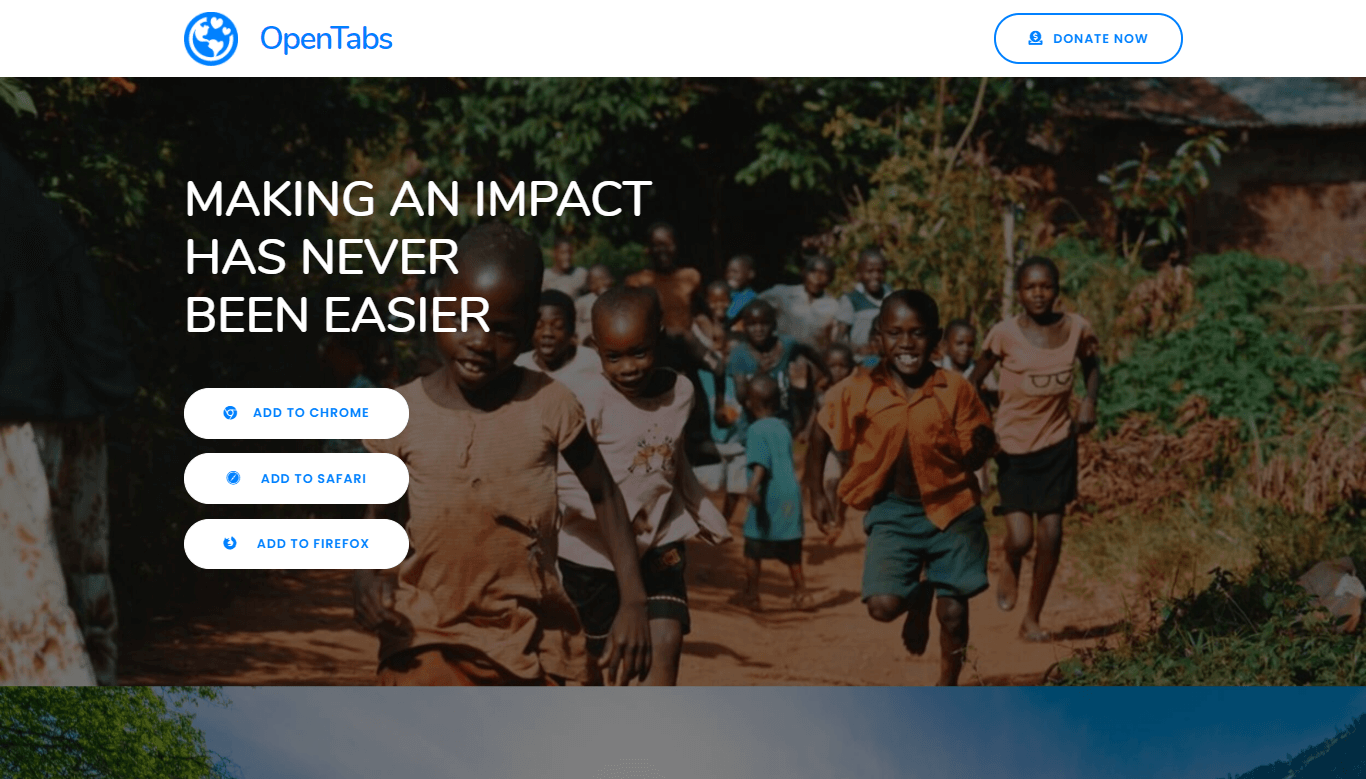 OpenTabs
DONATE NOW
MAKING AN IMPACT
HAS NEVER
BEEN EASIER
ADD TO CHROME
ADD TO SAFARI
ADD TO FIREFOX